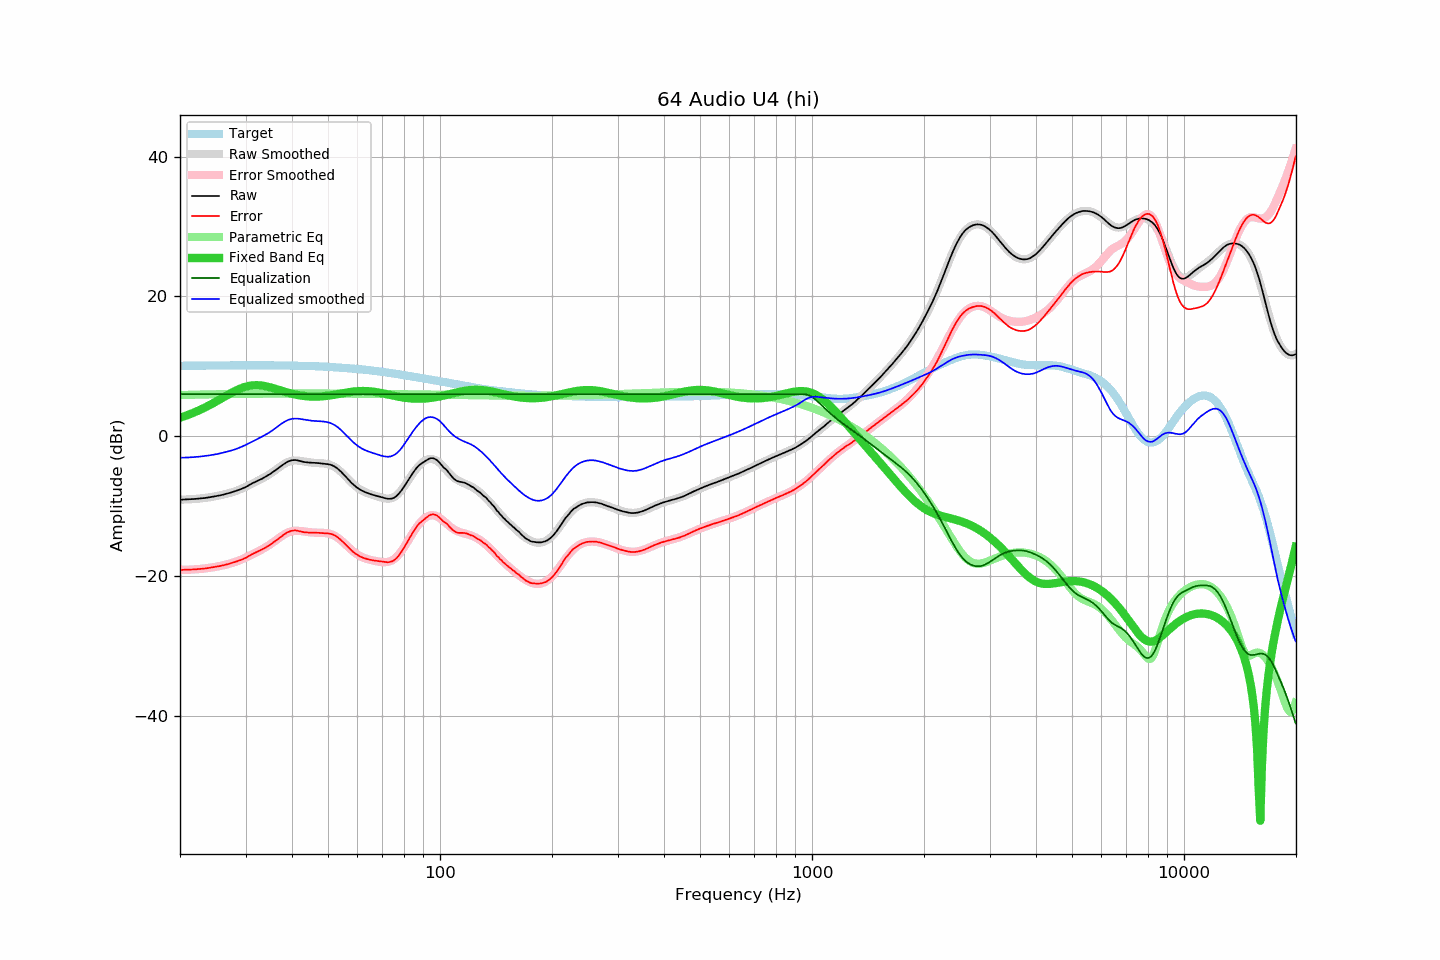 64 Audio U4 (hi)
Target
Raw Smoothed
Error Smoothed
Raw
Error
Parametric Eq
Fixed Band Eq
Equalization
Equalized smoothed
40
20
0
−20
−40
Amplitude (dBr)
100
1000
10000
Frequency (Hz)